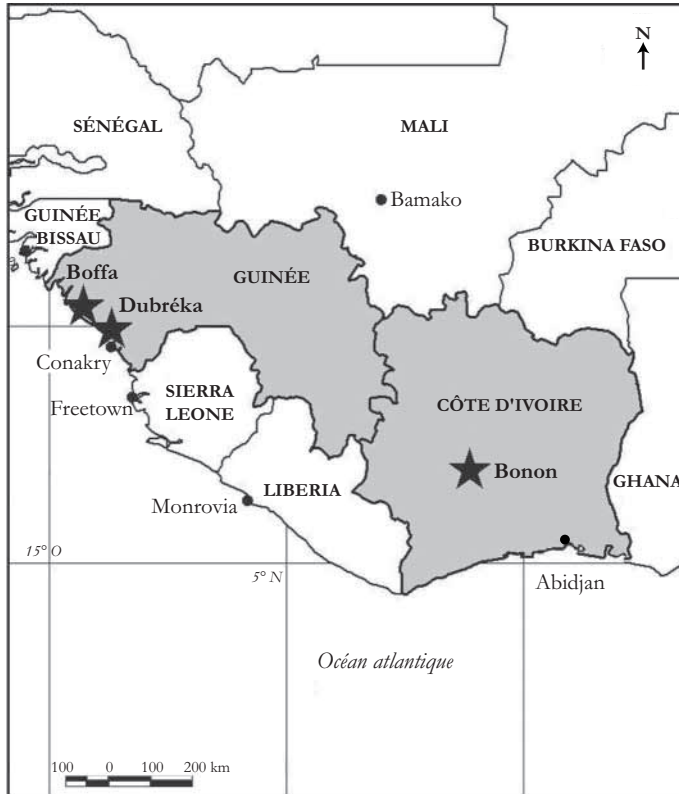 N
SÉNÉGAL
MALI
Bamako
GUINÉE
BISSAU
BURKINA FASO
Boffa
GUINÉE
Dubréka
Conakry
SIERRA
LEONE
CÔTE D'IVOIRE
Freetown
Bonon
GHANA
LIBERIA
Monrovia
15° O
5° N
Abidjan
Océan atlantique
100 0 100 200 km